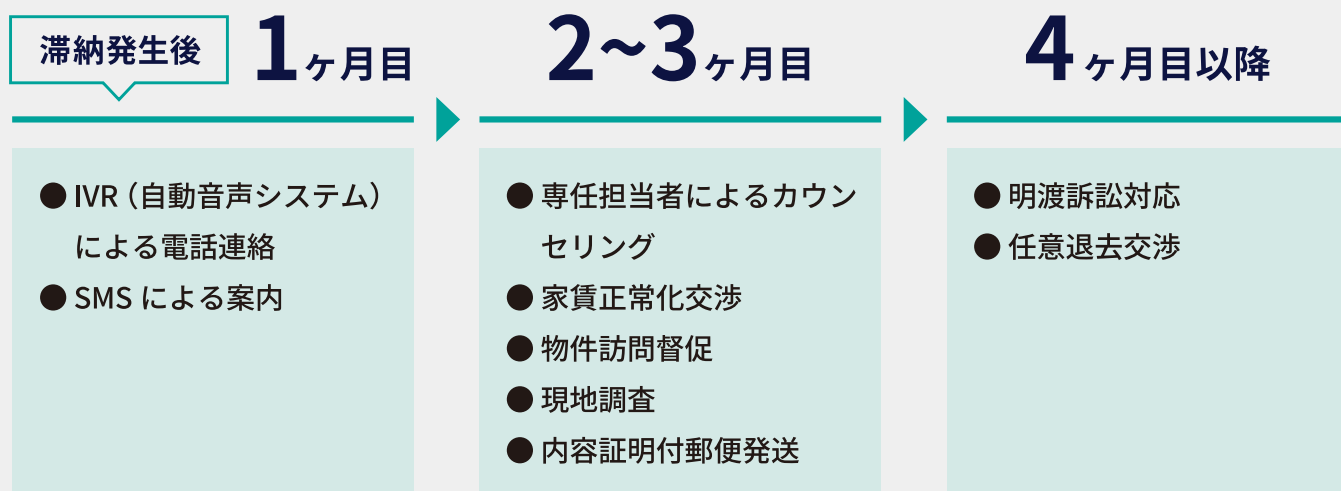 滞納発生後
1ヶ月目
● IVR（自動音声システム）
による電話連絡
● SMS による案内
2~3ヶ月目
● 専任担当者によるカウン
セリング
● 家賃正常化交渉
● 物件訪問督促
● 現地調査
● 内容証明付郵便発送
4ヶ月目以降
● 明渡訴訟対応
● 任意退去交渉